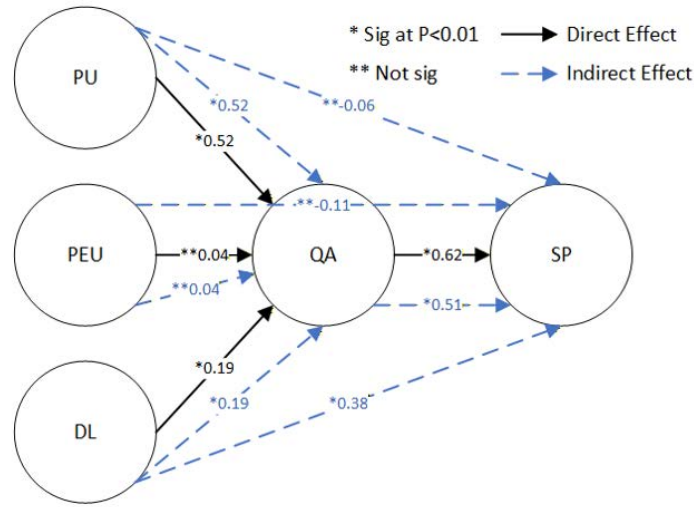 * Sig at P<0.01
Direct Effect
** Not sig
Indirect Effect
PU
*0.52
**-0.06
*0.52
**-0.11
PEU
**0.04
QA
*0.62
SP
**0.04
*0.51
*0.19
*0.19
*0.38
DL